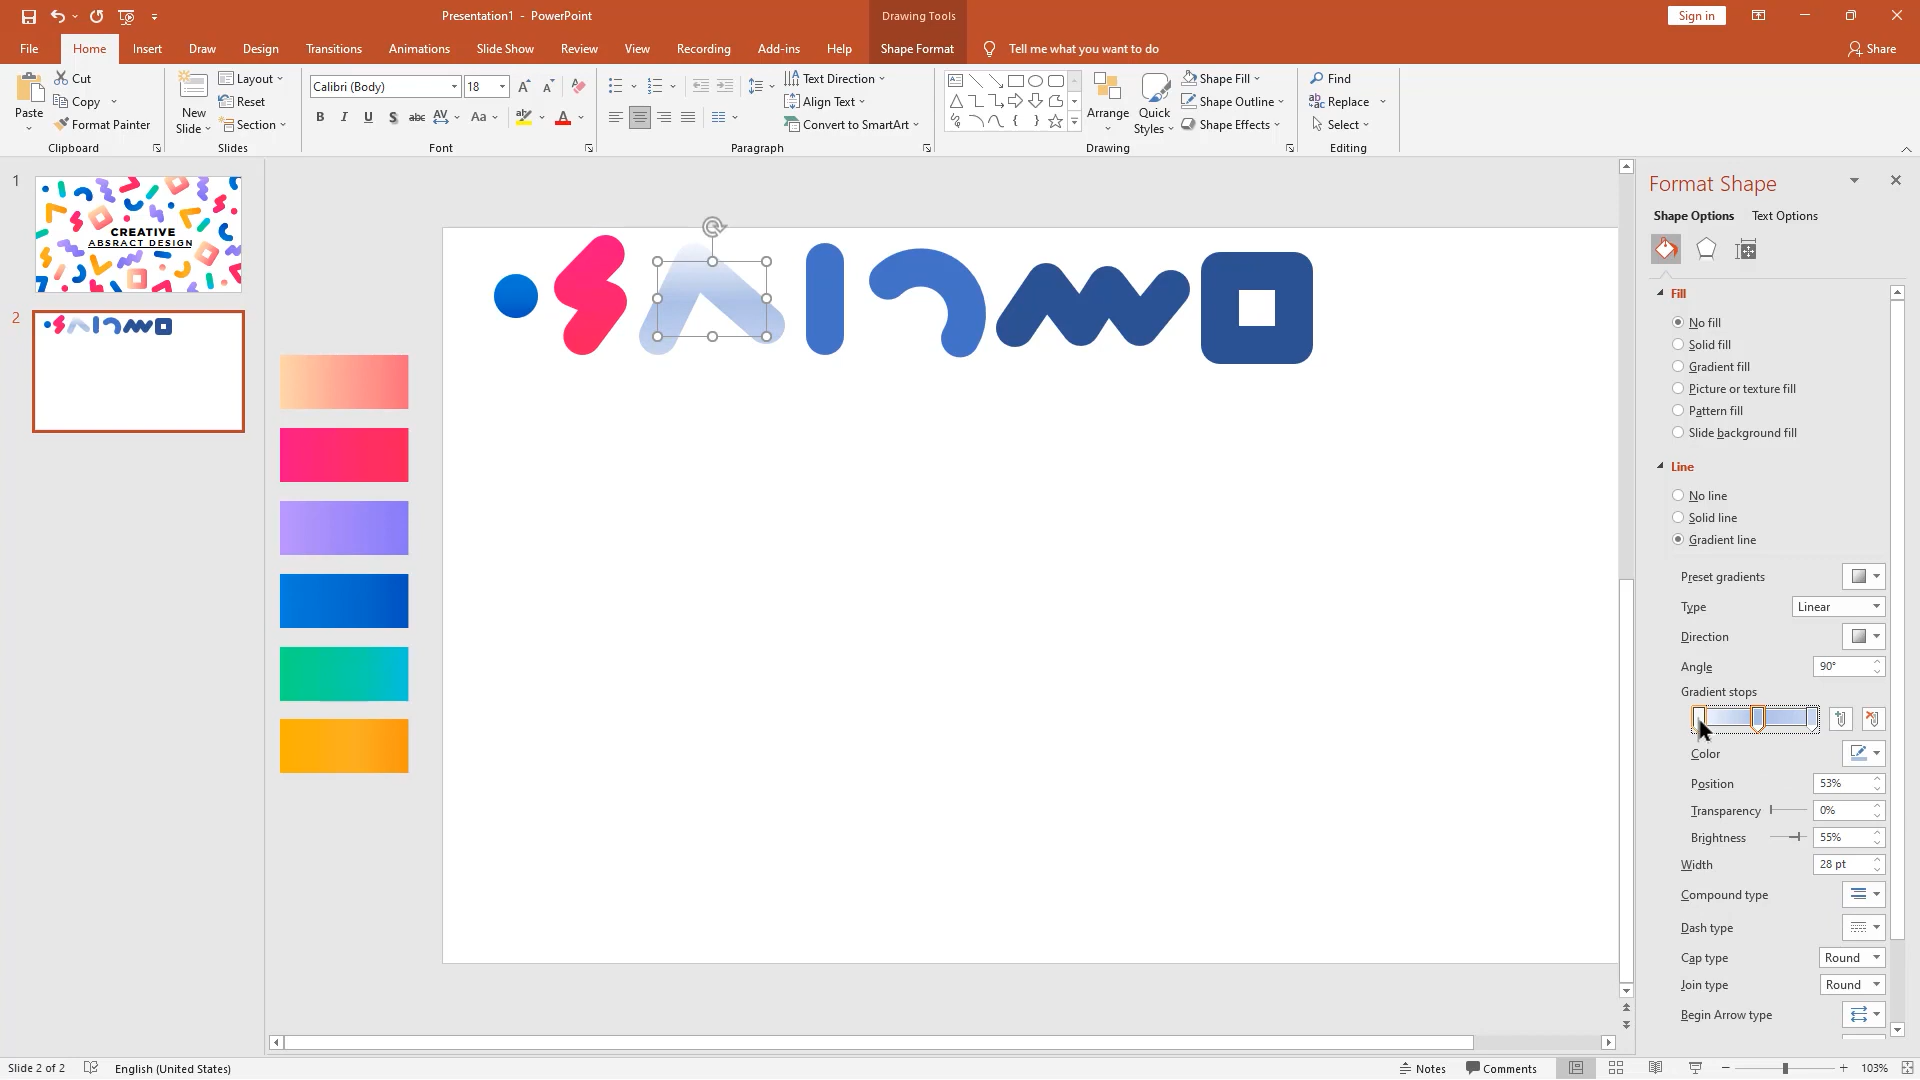 Presentation1 - PowerPoint
Drawing Tools
Sign in
File Home Insert Draw Design Transitions Animations Slide Show Review View Recording Add-ins Help Shape Format Tell me what you want to do Share
Paste
Cut
Copy
Format Painter
Clipboard
New
Slide
Layout
Reset
Section
Slides
Calibri (Body) 18
B I U S abc AV Aa
Font
Text Direction
Align Text
Convert to SmartArt
Paragraph
Arrange
Quick
Styles
Shape Fill
Shape Outline
Shape Effects
Drawing
Find
Replace
Select
Editing
1
CREATIVE
ABSRACT DESIGN
2
Format Shape
Shape Options Text Options
Fill
No fill
Solid fill
Gradient fill
Picture or texture fill
Pattern fill
Slide background fill
Line
No line
Solid line
Gradient line
Preset gradients
Type Linear
Direction
Angle 90°
Gradient stops
Color
Position 53%
Transparency 0%
Brightness 55%
Width 28 pt
Compound type
Dash type
Cap type Round
Join type Round
Begin Arrow type
Slide 2 of 2 English (United States) Notes Comments 103%